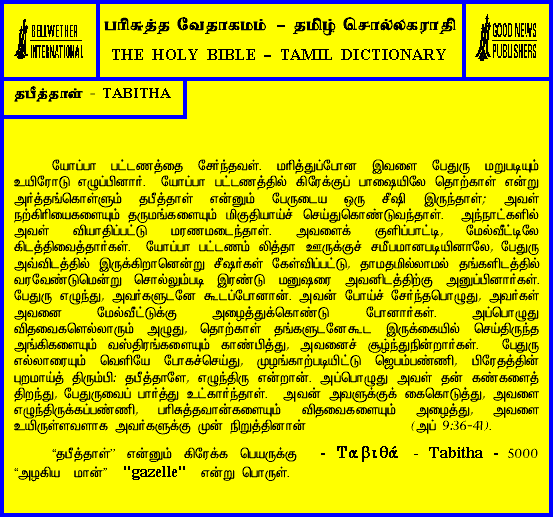 BELLWETHER
INTERNATIONAL
பரிசுத்த வேதாகமம் – தமிழ் சொல்லகராதி
THE HOLY BIBLE – TAMIL DICTIONARY
GOOD NEWS
PUBLISHERS
தபீத்தாள் - TABITHA
யோப்பா பட்டணத்தை சேர்ந்தவள். மரித்துப்போன இவளை பேதுரு மறுபடியும்
உயிரோடு எழுப்பினார். யோப்பா பட்டணத்தில் கிரேக்குப் பாஷையிலே தொற்காள் என்று
அர்த்தங்கொள்ளும் தபீத்தாள் என்னும் பேருடைய ஒரு சீஷி இருந்தாள்; அவள்
நற்கிரியைகளையும் தருமங்களையும் மிகுதியாய்ச் செய்துகொண்டுவந்தாள். அந்நாட்களில்
அவள் வியாதிப்பட்டு மரணமடைந்தாள். அவளைக் குளிப்பாட்டி, மேல்வீட்டிலே
கிடத்திவைத்தார்கள். யோப்பா பட்டணம் லித்தா ஊருக்குச் சமீபமானபடியினாலே, பேதுரு
அவ்விடத்தில் இருக்கிறானென்று சீஷர்கள் கேள்விப்பட்டு, தாமதமில்லாமல் தங்களிடத்தில்
வரவேண்டுமென்று சொல்லும்படி இரண்டு மனுஷரை அவனிடத்திற்கு அனுப்பினார்கள்.
பேதுரு எழுந்து, அவர்களுடனே கூடப்போனான். அவன் போய்ச் சேர்ந்தபொழுது, அவர்கள்
அவனை மேல்வீட்டுக்கு அழைத்துக்கொண்டு போனார்கள். அப்பொழுது
விதவைகளெல்லாரும் அழுது, தொற்காள் தங்களுடனேகூட இருக்கையில் செய்திருந்த
அங்கிகளையும் வஸ்திரங்களையும் காண்பித்து, அவனைச் சூழ்ந்துநின்றார்கள். பேதுரு
எல்லாரையும் வெளியே போகச்செய்து, முழங்காற்படியிட்டு ஜெபம்பண்ணி, பிரேதத்தின்
புறமாய்த் திரும்பி: தபீத்தாளே, எழுந்திரு என்றான். அப்பொழுது அவள் தன் கண்களைத்
திறந்து, பேதுருவைப் பார்த்து உட்கார்ந்தாள். அவன் அவளுக்குக் கைகொடுத்து, அவளை
எழுந்திருக்கப்பண்ணி, பரிசுத்தவான்களையும் விதவைகளையும் அழைத்து, அவளை
உயிருள்ளவளாக அவர்களுக்கு முன் நிறுத்தினான் (அப் 9:36-41).
“தபீத்தாள்” என்னும் கிரேக்க பெயருக்கு - Ταβιθά - Tabitha - 5000
“அழகிய மான்” "gazelle" என்று பொருள்.